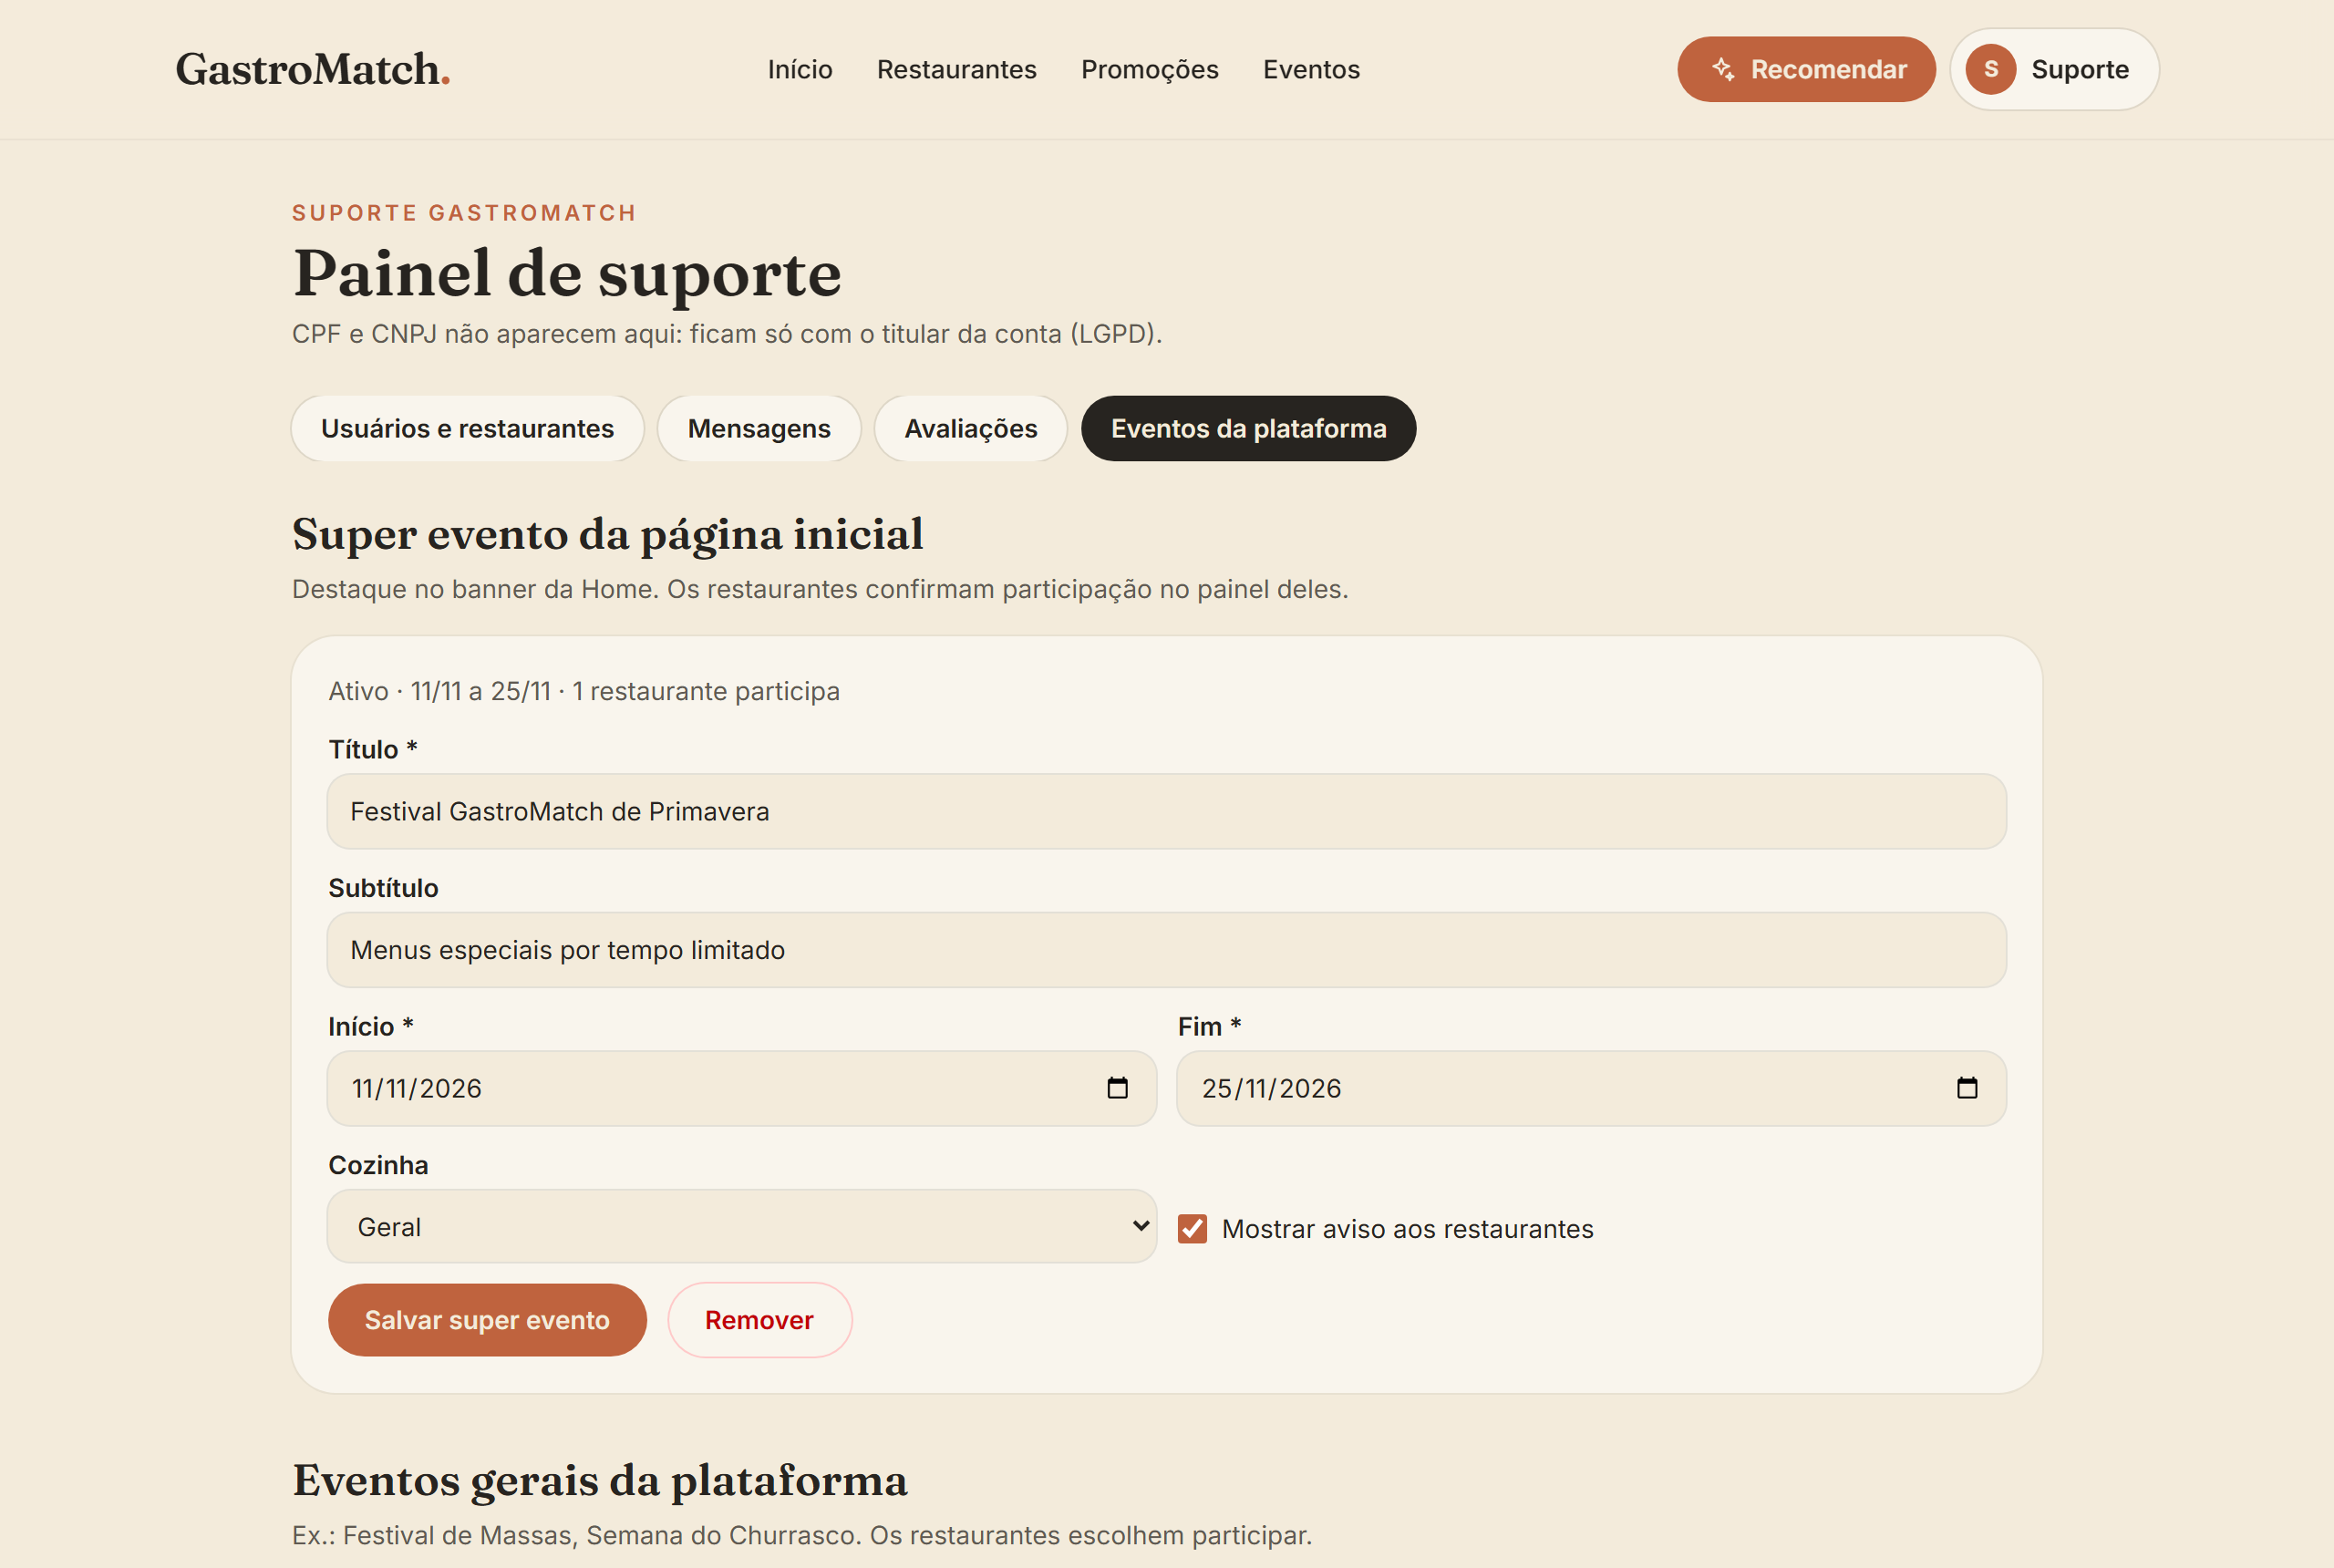 GastroMatch.
Início Restaurantes Promoções Eventos
Recomendar
S Suporte
SUPORTE GASTROMATCH
Painel de suporte
CPF e CNPJ não aparecem aqui: ficam só com o titular da conta (LGPD).
Usuários e restaurantes Mensagens Avaliações Eventos da plataforma
Super evento da página inicial
Destaque no banner da Home. Os restaurantes confirmam participação no painel deles.
Ativo · 11/11 a 25/11 · 1 restaurante participa
Título *
Festival GastroMatch de Primavera
Subtítulo
Menus especiais por tempo limitado
Início * Fim *
11/11/2026 25/11/2026
Cozinha
Geral Mostrar aviso aos restaurantes
Salvar super evento Remover
Eventos gerais da plataforma
Ex.: Festival de Massas, Semana do Churrasco. Os restaurantes escolhem participar.